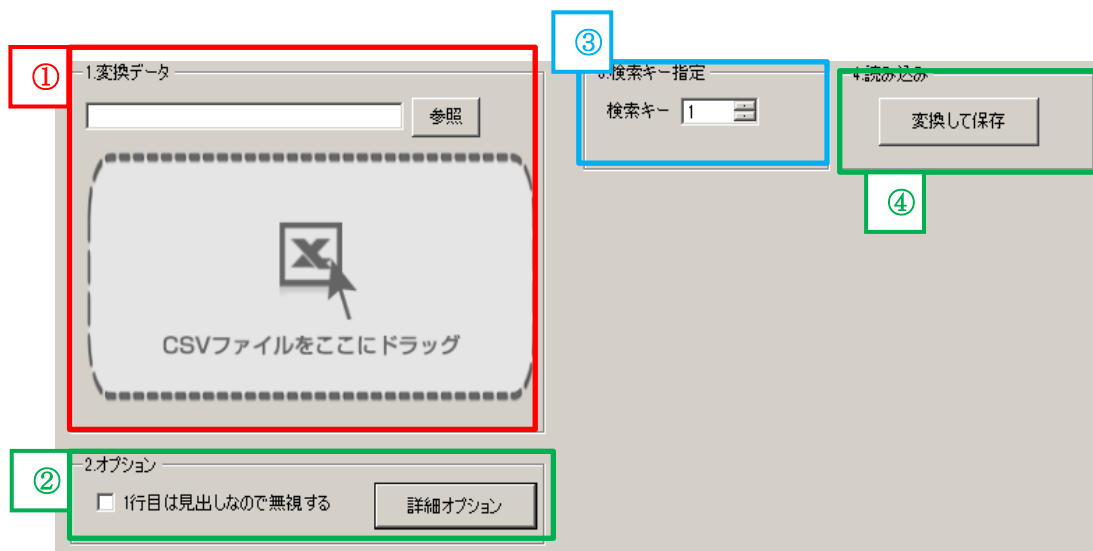 ①
1.変換データ
参照
CSVファイルをここにドラッグ
②
2.オプション
1行目は見出しなので無視する
詳細オプション
③
検索キー指定
検索キー 1
4.読み込み
変換して保存
④